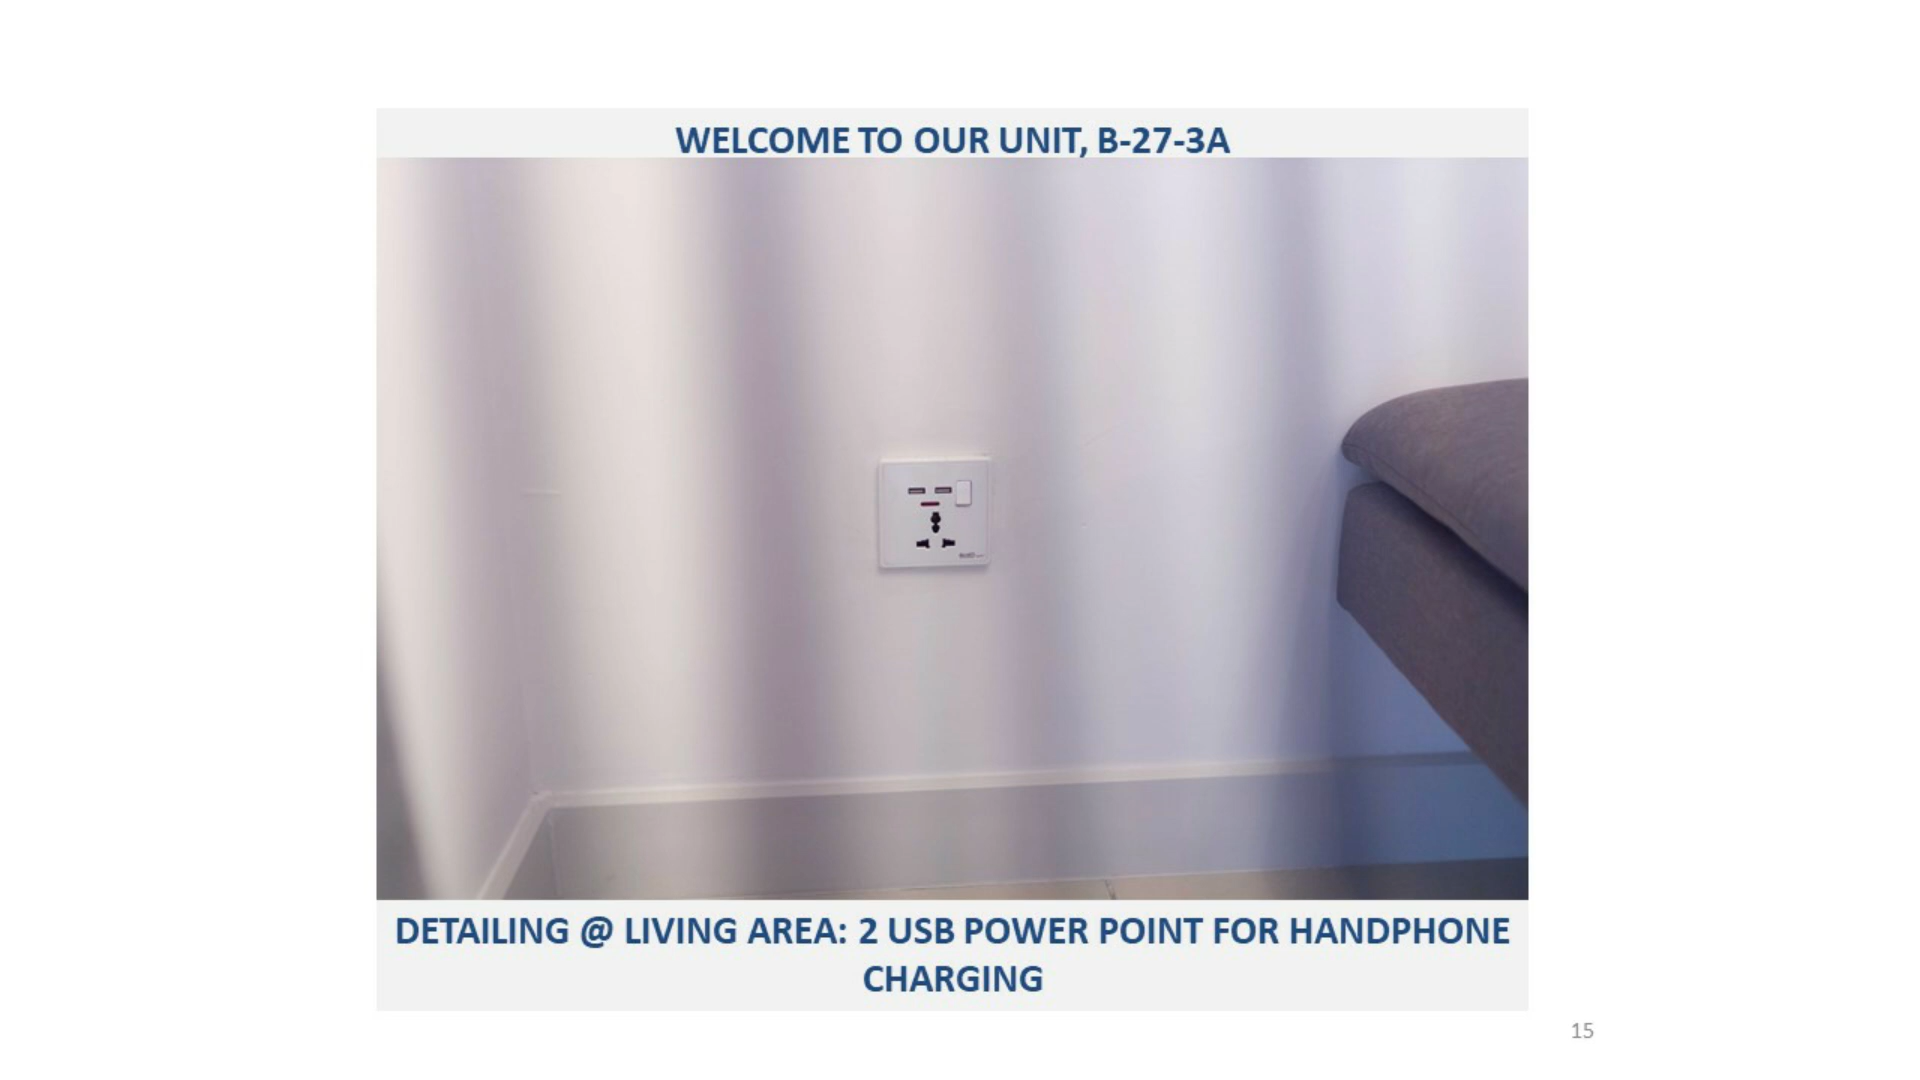 WELCOME TO OUR UNIT, B-27-3A
DETAILING @ LIVING AREA: 2 USB POWER POINT FOR HANDPHONE
CHARGING
15